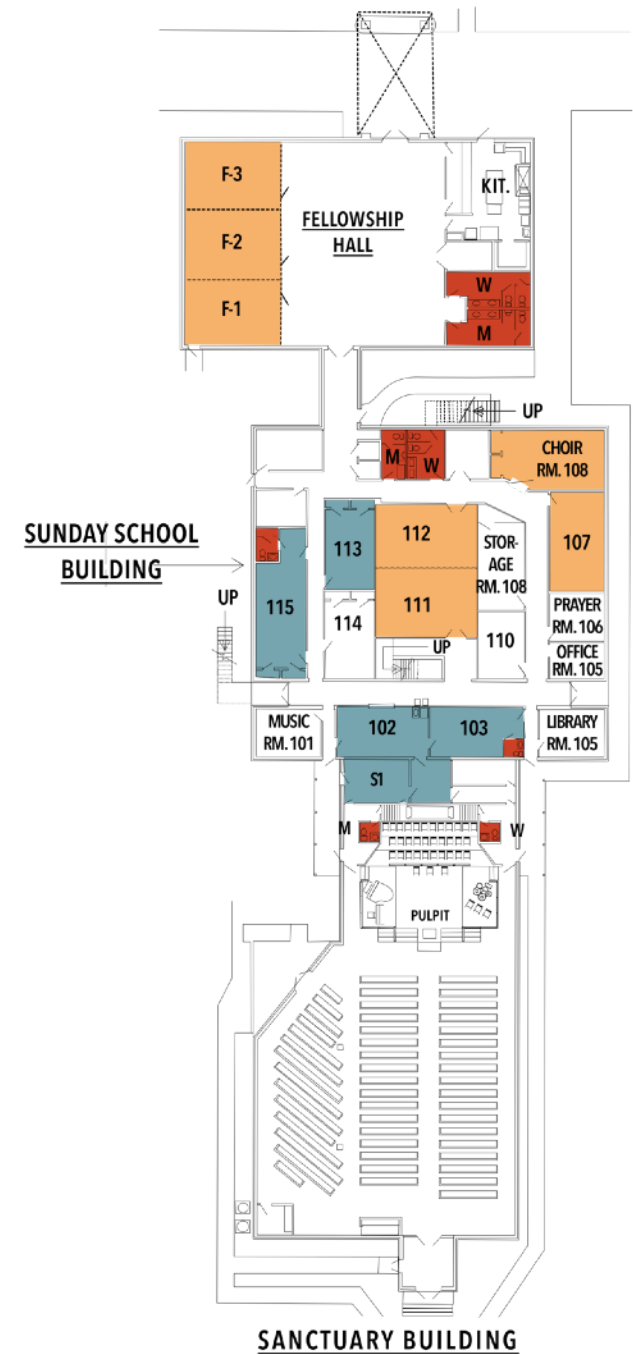 F-3
KIT.
FELLOWSHIP
HALL
F-2
W
F-1
M
UP
CHOIR
RM. 108
M
W
SUNDAY SCHOOL
BUILDING
113
112
STOR-
AGE
RM. 108
107
115
111
UP
114
110
PRAYER
RM. 106
UP
OFFICE
RM. 105
MUSIC
RM. 101
102
103
LIBRARY
RM. 105
S1
M
W
PULPIT
SANCTUARY BUILDING